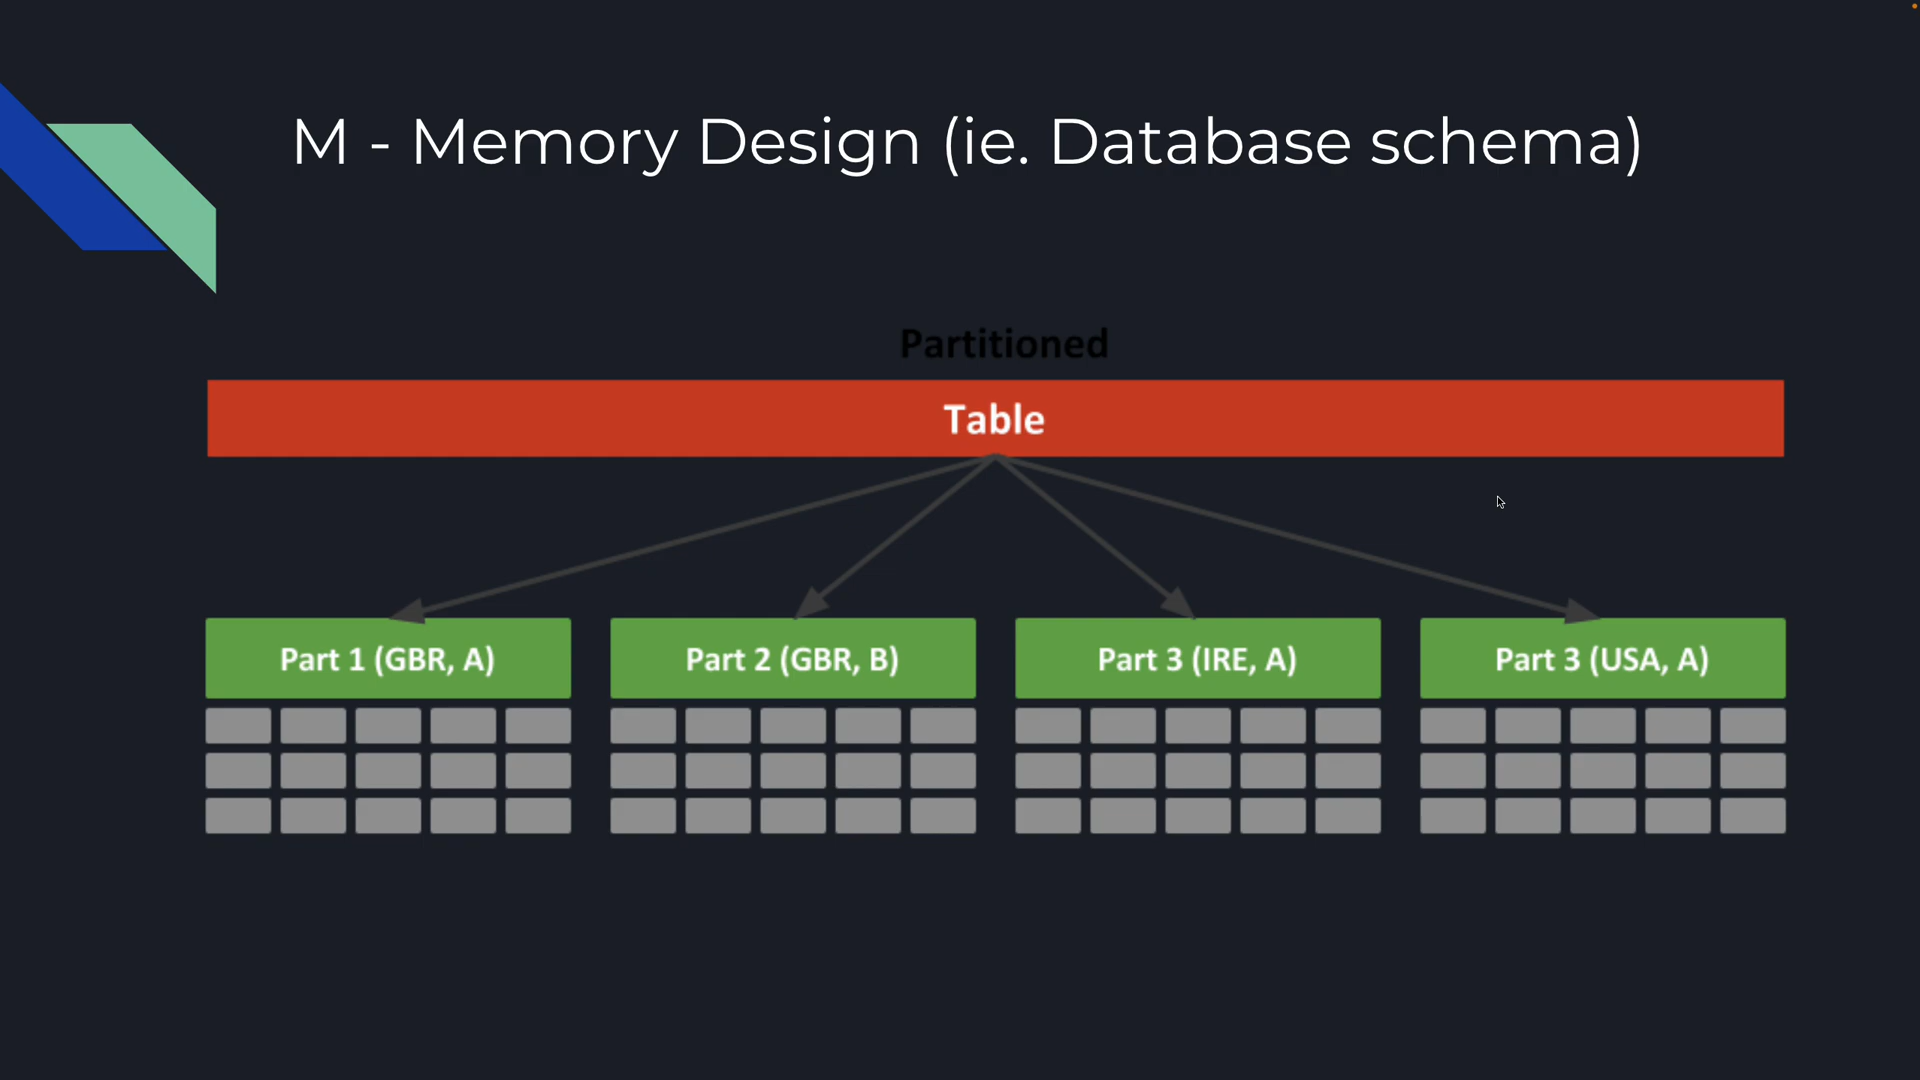 M - Memory Design (ie. Database schema)
Partitioned
Table
Part 1 (GBR, A)
Part 2 (GBR, B)
Part 3 (IRE, A)
Part 3 (USA, A)